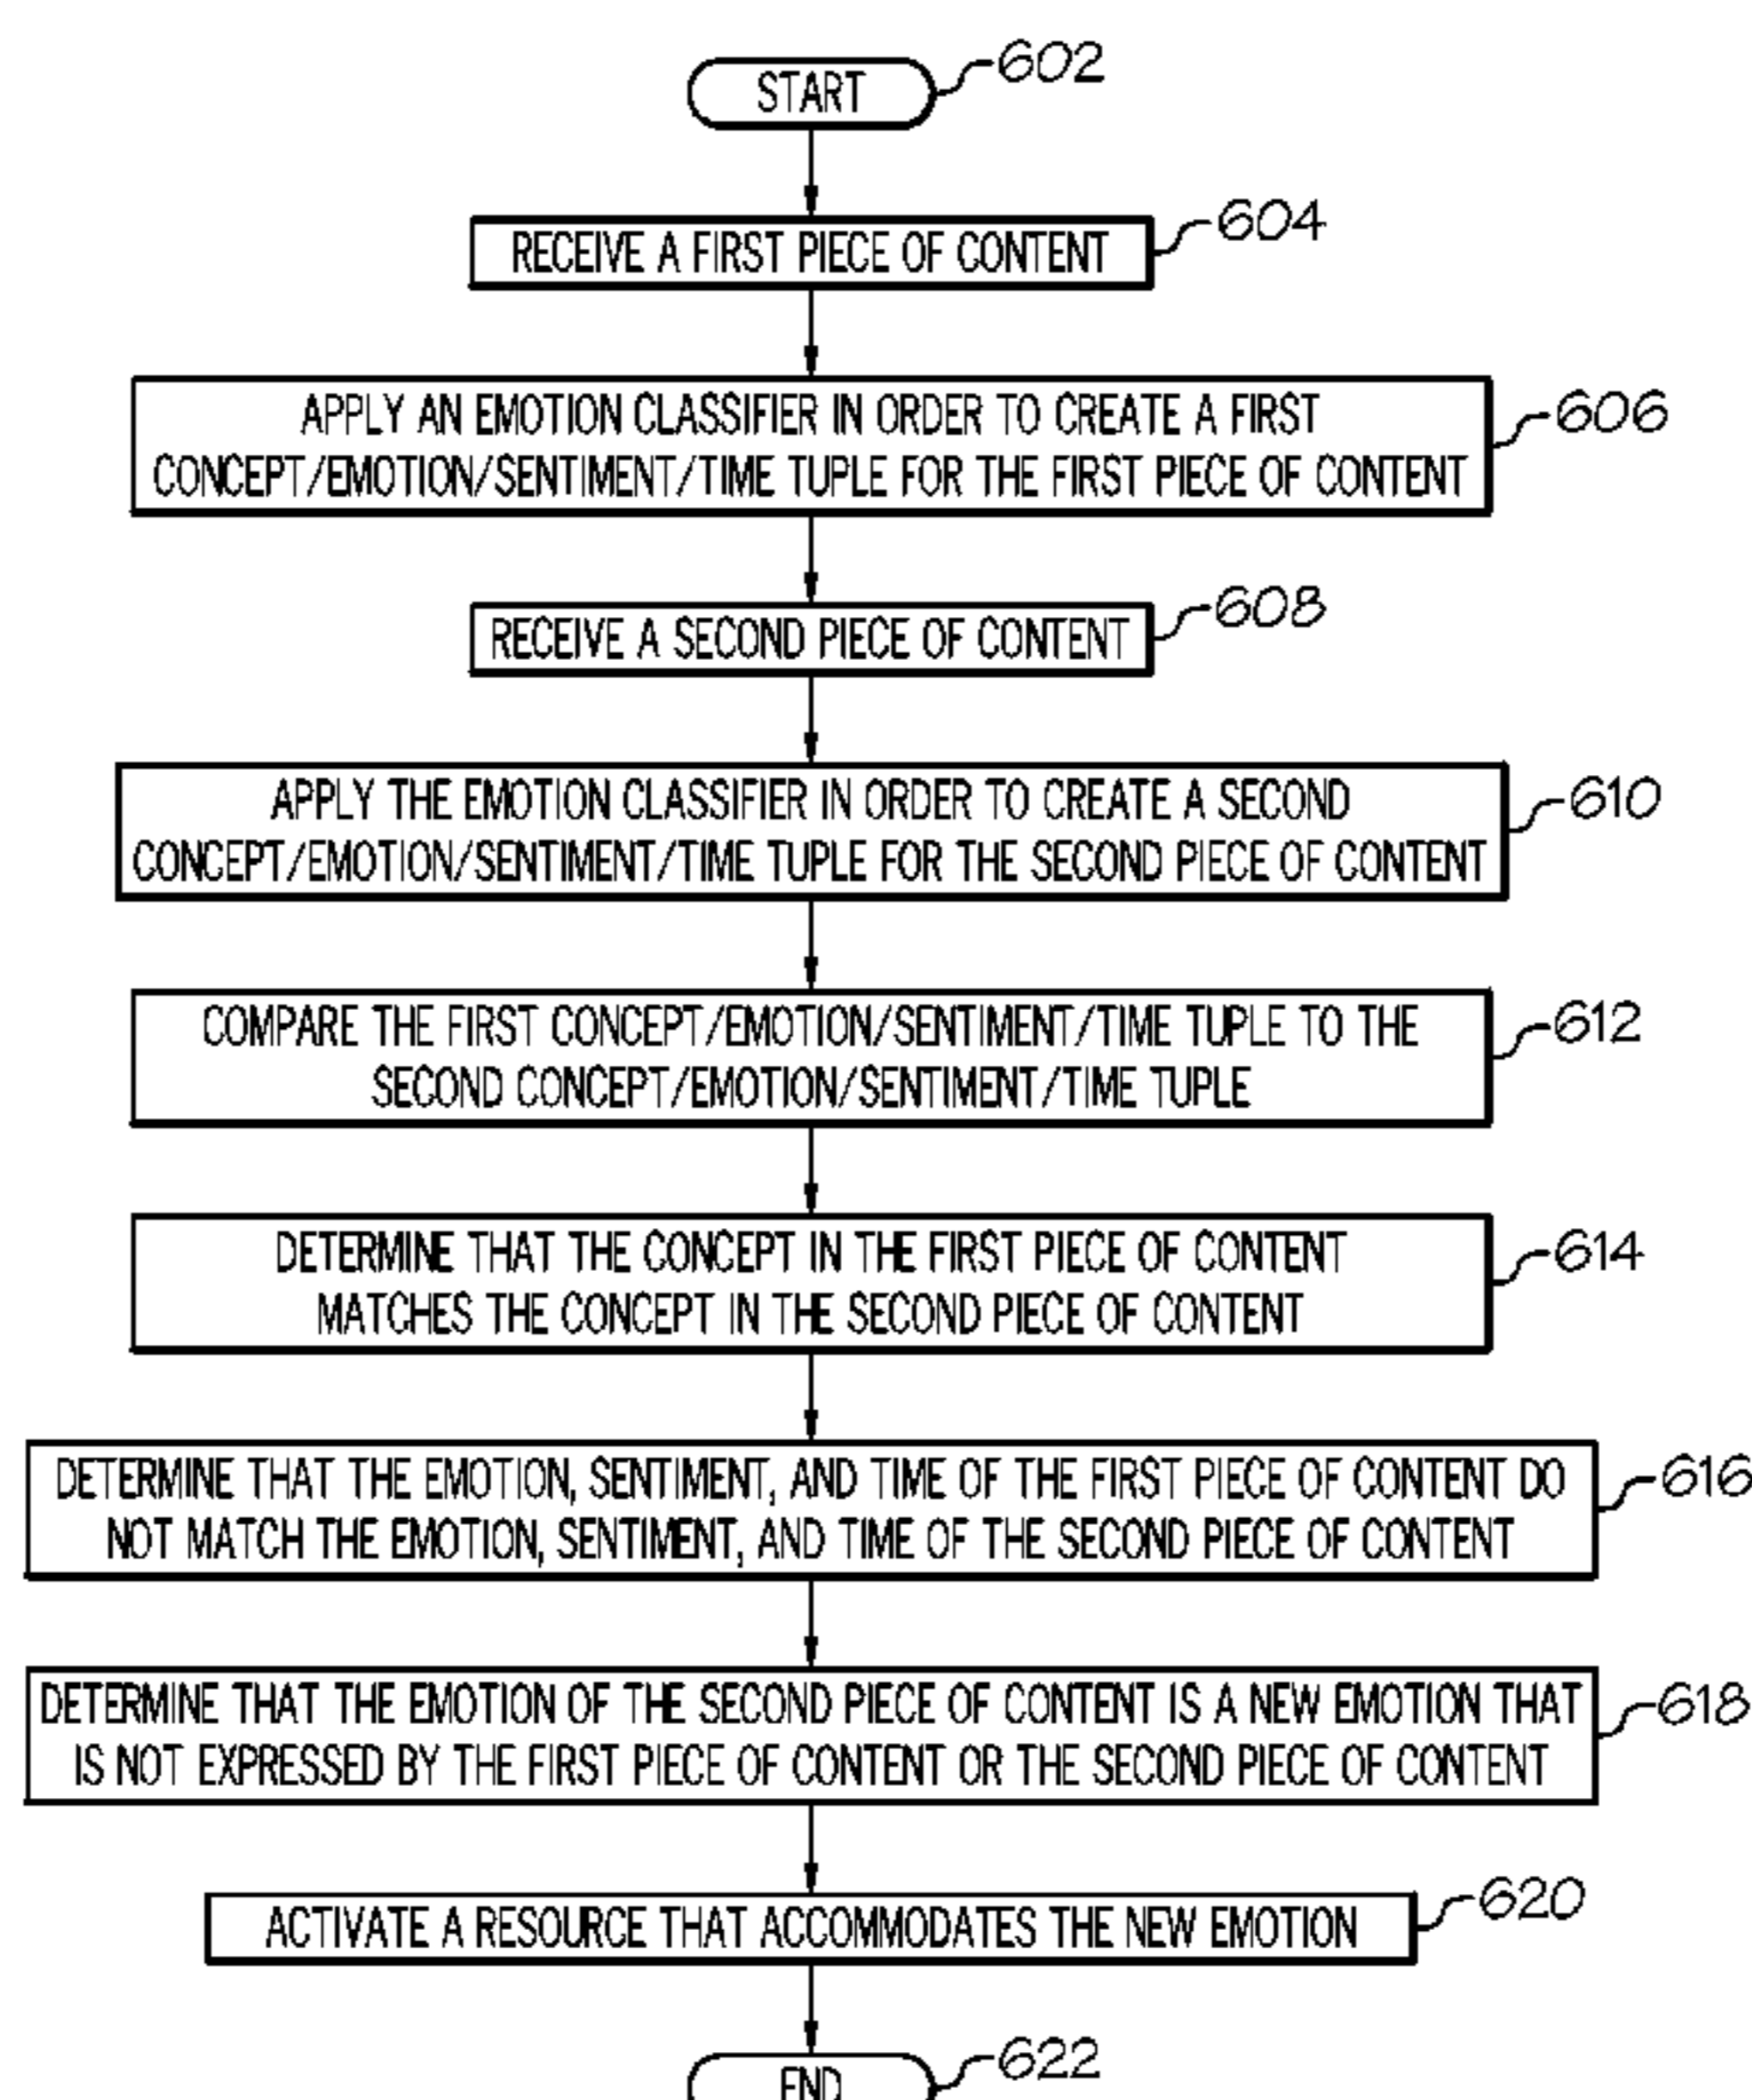 START
602
RECEIVE A FIRST PIECE OF CONTENT
604
APPLY AN EMOTION CLASSIFIER IN ORDER TO CREATE A FIRST
CONCEPT/EMOTION/SENTIMENT/TIME TUPLE FOR THE FIRST PIECE OF CONTENT
606
RECEIVE A SECOND PIECE OF CONTENT
608
APPLY THE EMOTION CLASSIFIER IN ORDER TO CREATE A SECOND
CONCEPT/EMOTION/SENTIMENT/TIME TUPLE FOR THE SECOND PIECE OF CONTENT
610
COMPARE THE FIRST CONCEPT/EMOTION/SENTIMENT/TIME TUPLE TO THE
SECOND CONCEPT/EMOTION/SENTIMENT/TIME TUPLE
612
DETERMINE THAT THE CONCEPT IN THE FIRST PIECE OF CONTENT
MATCHES THE CONCEPT IN THE SECOND PIECE OF CONTENT
614
DETERMINE THAT THE EMOTION, SENTIMENT, AND TIME OF THE FIRST PIECE OF CONTENT DO
NOT MATCH THE EMOTION, SENTIMENT, AND TIME OF THE SECOND PIECE OF CONTENT
616
DETERMINE THAT THE EMOTION OF THE SECOND PIECE OF CONTENT IS A NEW EMOTION THAT
IS NOT EXPRESSED BY THE FIRST PIECE OF CONTENT OR THE SECOND PIECE OF CONTENT
618
ACTIVATE A RESOURCE THAT ACCOMMODATES THE NEW EMOTION
620
END
622